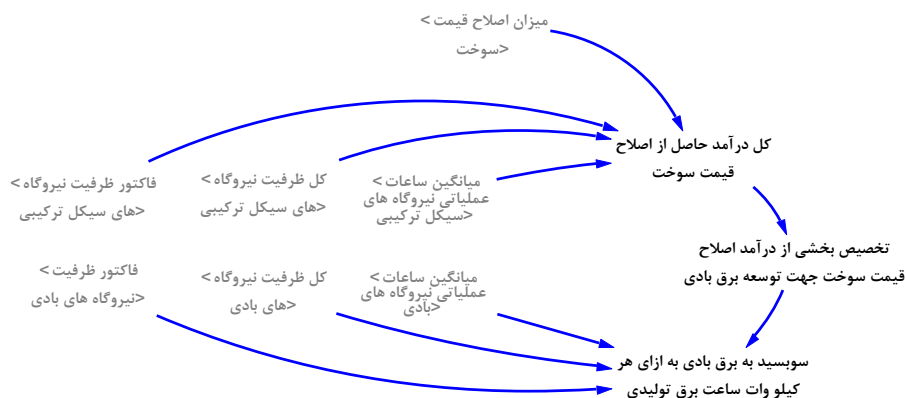 میزان اصلاح قیمت >
<سوخت
کل درآمد حاصل از اصلاح
قیمت سوخت
فاکتور ظرفیت نیروگاه >
<های سیکل ترکیبی
کل ظرفیت نیروگاه >
<های سیکل ترکیبی
میانگین ساعات >
عملیاتی نیروگاه های
<سیکل ترکیبی
تخصیص بخشی از درآمد اصلاح
قیمت سوخت جهت توسعه برق بادی
فاکتور ظرفیت >
<نیروگاه های بادی
کل ظرفیت نیروگاه >
<های بادی
میانگین ساعات >
عملیاتی نیروگاه های
<بادی
سوبسید به برق بادی به ازای هر
کیلو وات ساعت برق تولیدی